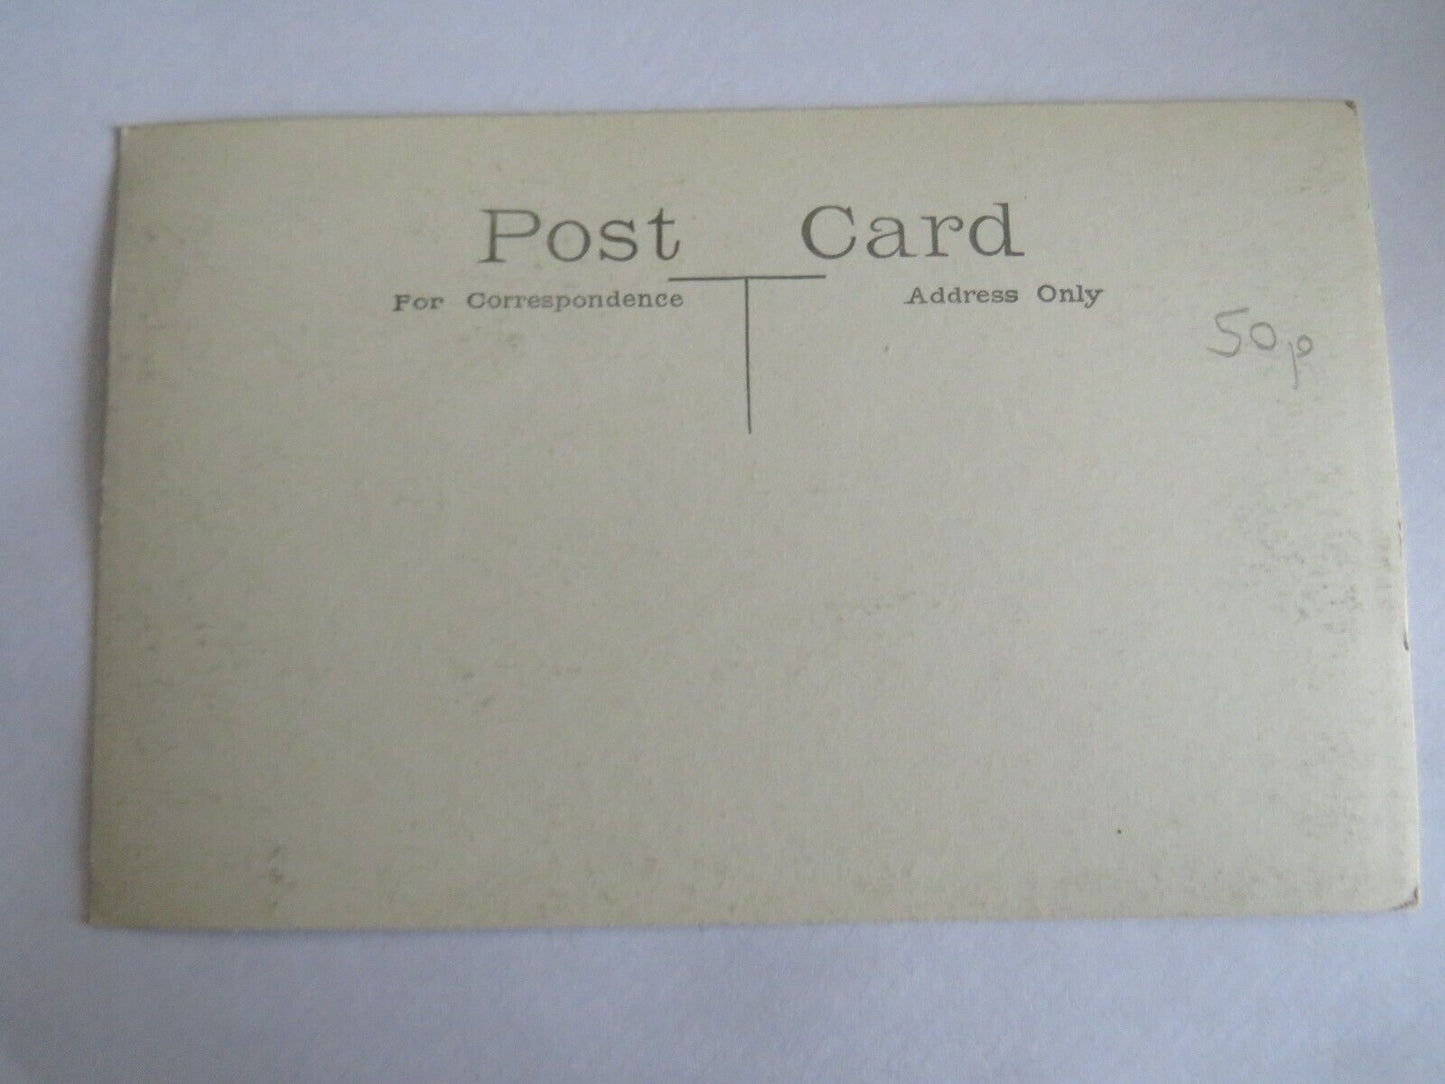 Post Card
For Correspondence Address Only
50p